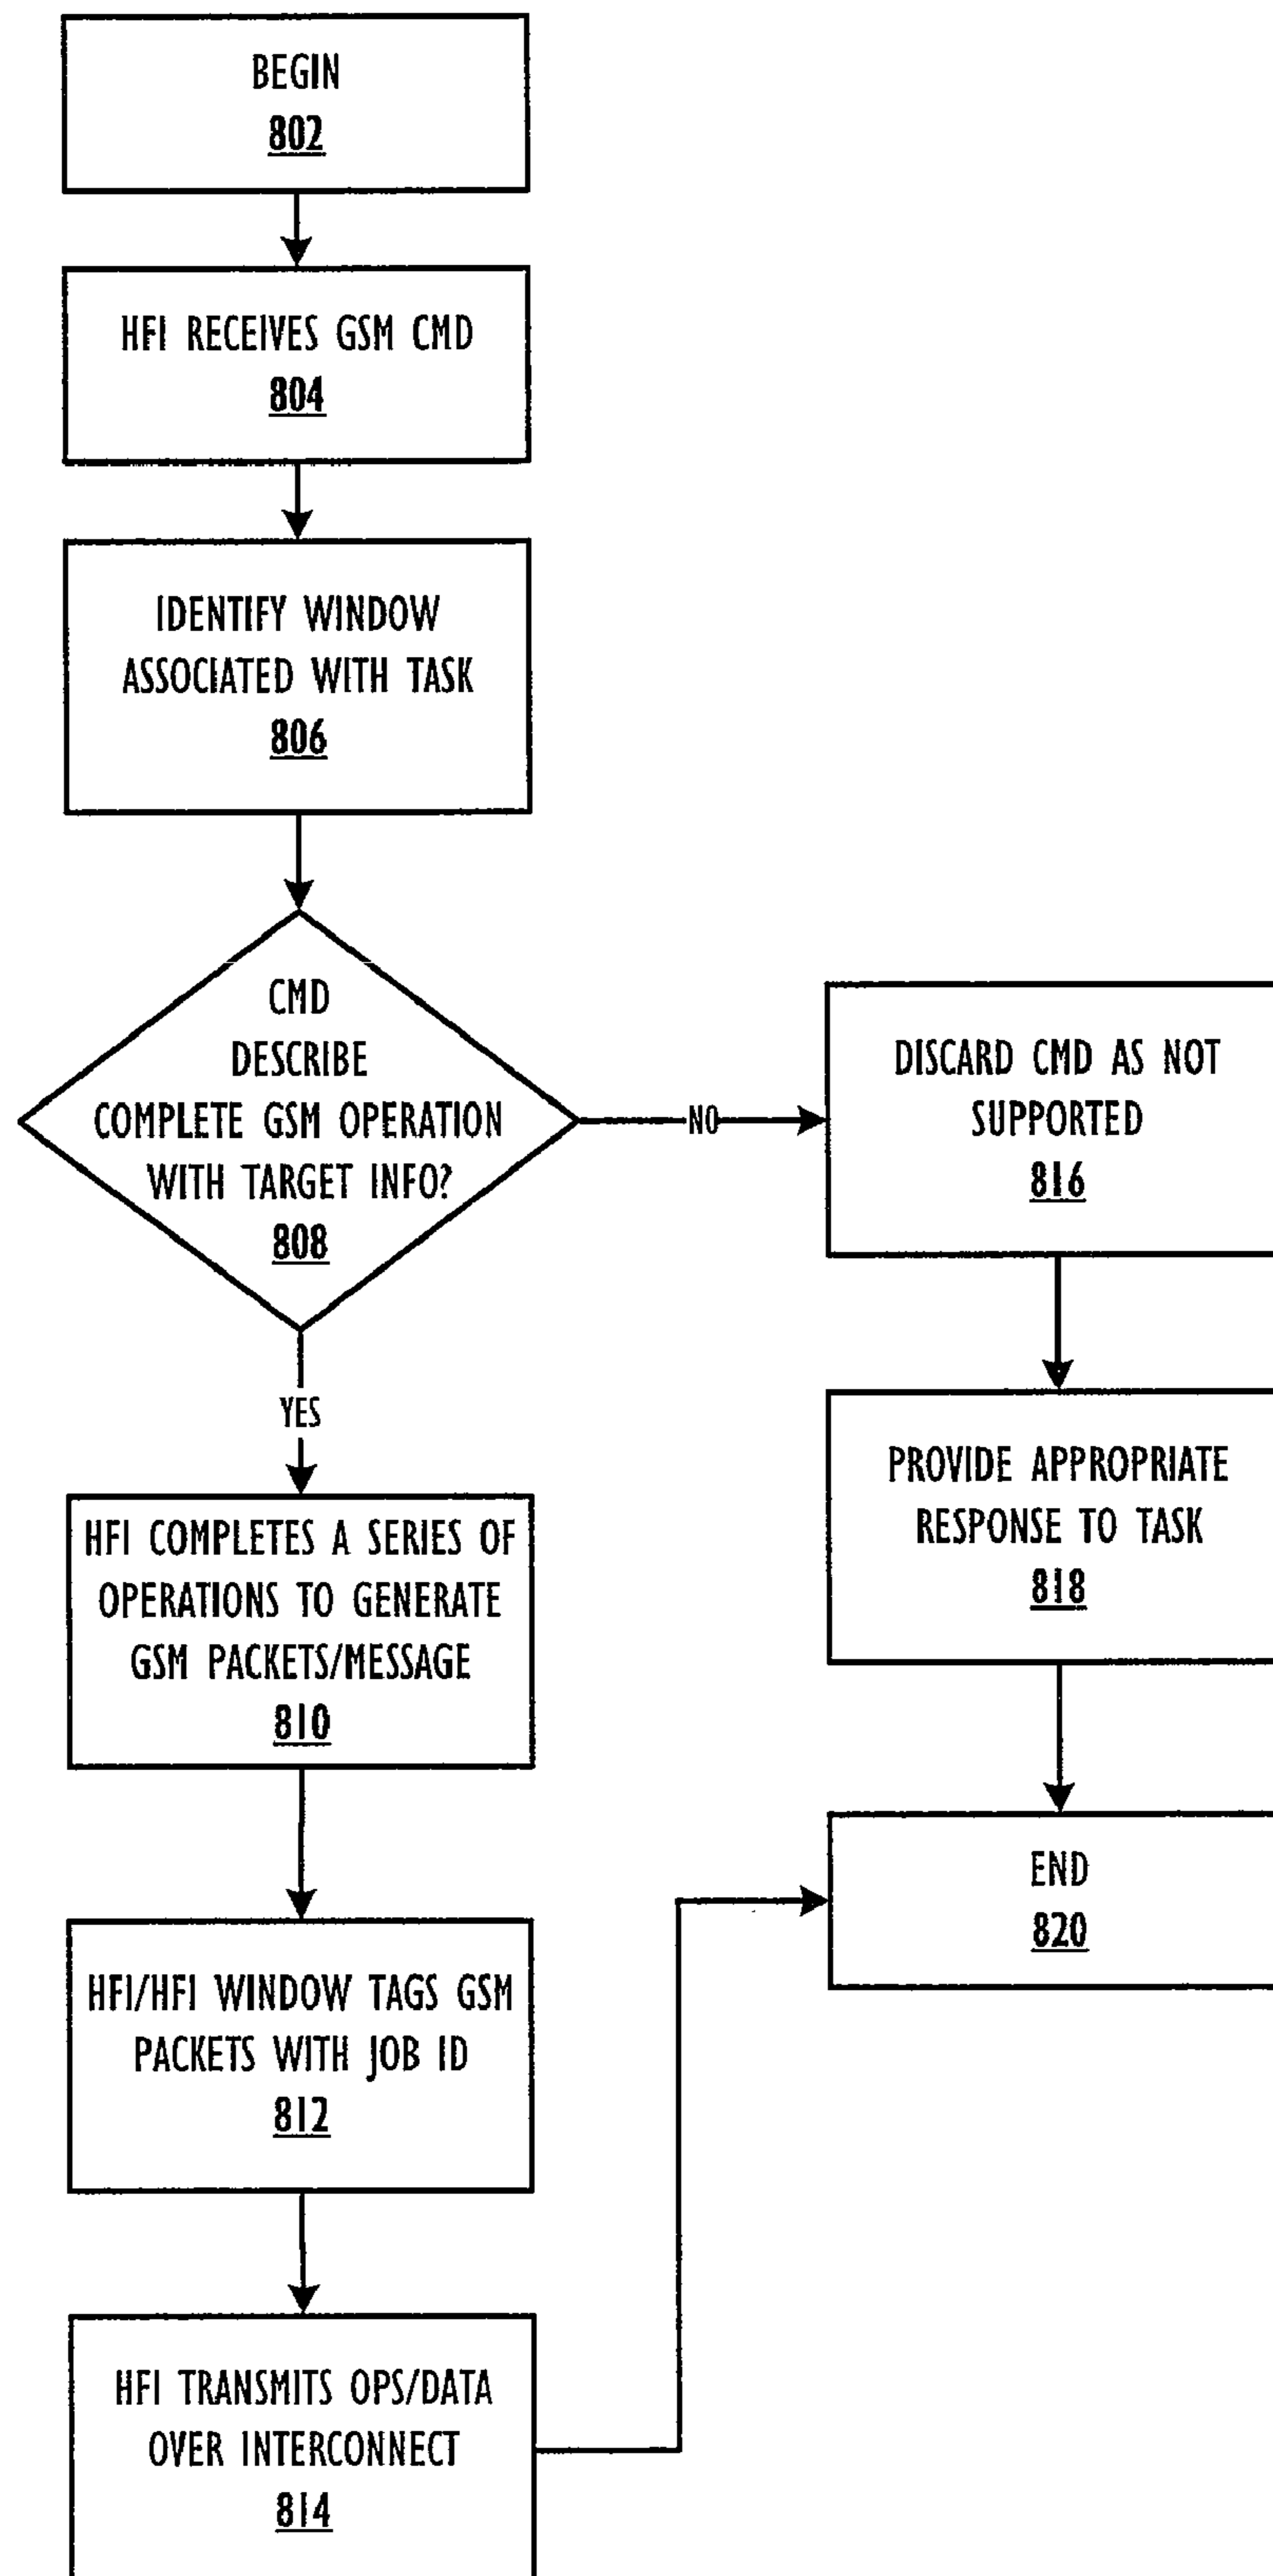 BEGIN
802
HFI RECEIVES GSM CMD
804
IDENTIFY WINDOW
ASSOCIATED WITH TASK
806
CMD
DESCRIBE
COMPLETE GSM OPERATION
WITH TARGET INFO?
808
NO
DISCARD CMD AS NOT
SUPPORTED
816
YES
PROVIDE APPROPRIATE
RESPONSE TO TASK
818
HFI COMPLETES A SERIES OF
OPERATIONS TO GENERATE
GSM PACKETS/MESSAGE
810
END
820
HFI/HFI WINDOW TAGS GSM
PACKETS WITH JOB ID
812
HFI TRANSMITS OPS/DATA
OVER INTERCONNECT
814